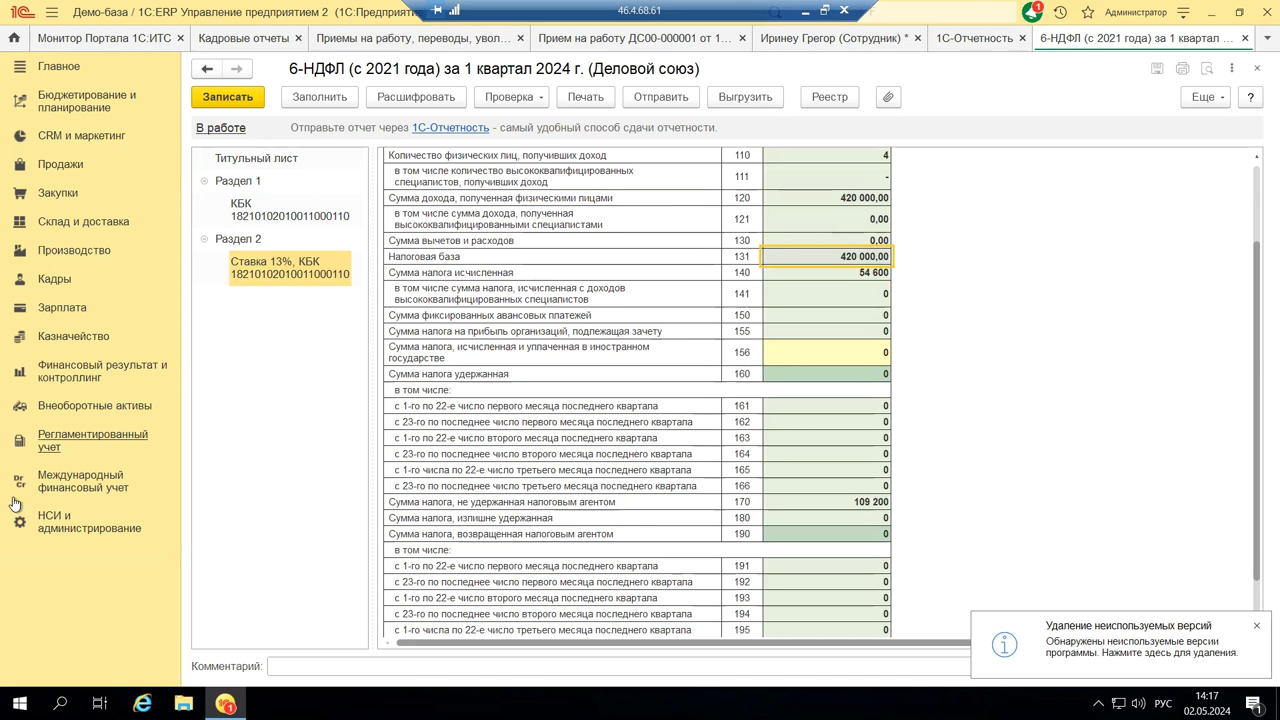 Демо-база / 1С:ERP Управление предприятием 2 (1С:Предприяти
46.4.68.61
1
Администратор
Монитор Портала 1С:ИТС ×
Кадровые отчеты ×
Приемы на работу, переводы, увол... ×
Прием на работу ДС00-000001 от 1... ×
Иринеу Грегор (Сотрудник) * ×
1С-Отчетность ×
6-НДФЛ (с 2021 года) за 1 квартал ... ×
Главное
Бюджетирование и
планирование
CRM и маркетинг
Продажи
Закупки
Склад и доставка
Производство
Кадры
Зарплата
Казначейство
Финансовый результат и
контроллинг
Внеоборотные активы
Регламентированный
учет
Dr
Cr
Международный
финансовый учет
НСИ и
администрирование
6-НДФЛ (с 2021 года) за 1 квартал 2024 г. (Деловой союз)
Записать
Заполнить
Расшифровать
Проверка
Печать
Отправить
Выгрузить
Реестр
Еще
?
В работе
Отправьте отчет через 1С-Отчетность - самый удобный способ сдачи отчетности.
Титульный лист
Раздел 1
КБК
18210102010011000110
Раздел 2
Ставка 13%, КБК
18210102010011000110
Количество физических лиц, получивших доход 110 4
в том числе количество высококвалифицированных
специалистов, получивших доход 111 -
Сумма дохода, полученная физическими лицами 120 420 000,00
в том числе сумма дохода, полученная
высококвалифицированными специалистами 121 0,00
Сумма вычетов и расходов 130 0,00
Налоговая база 131 420 000,00
Сумма налога исчисленная 140 54 600
в том числе сумма налога, исчисленная с доходов
высококвалифицированных специалистов 141 0
Сумма фиксированных авансовых платежей 150 0
Сумма налога на прибыль организаций, подлежащая зачету 155 0
Сумма налога, исчисленная и уплаченная в иностранном
государстве 156 0
Сумма налога удержанная 160 0
в том числе:
с 1-го по 22-е число первого месяца последнего квартала 161 0
с 23-го по последнее число первого месяца последнего квартала 162 0
с 1-го по 22-е число второго месяца последнего квартала 163 0
с 23-го по последнее число второго месяца последнего квартала 164 0
с 1-го числа по 22-е число третьего месяца последнего квартала 165 0
с 23-го по последнее число третьего месяца последнего квартала 166 0
Сумма налога, не удержанная налоговым агентом 170 109 200
Сумма налога, излишне удержанная 180 0
Сумма налога, возвращенная налоговым агентом 190 0
в том числе:
с 1-го по 22-е число первого месяца последнего квартала 191 0
с 23-го по последнее число первого месяца последнего квартала 192 0
с 1-го по 22-е число второго месяца последнего квартала 193 0
с 23-го по последнее число второго месяца последнего квартала 194 0
с 1-го числа по 22-е число третьего месяца последнего квартала 195 0
Комментарий:
Удаление неиспользуемых версий
Обнаружены неиспользуемые версии
программы. Нажмите здесь для удаления.
1
РУС
14:17
02.05.2024
1